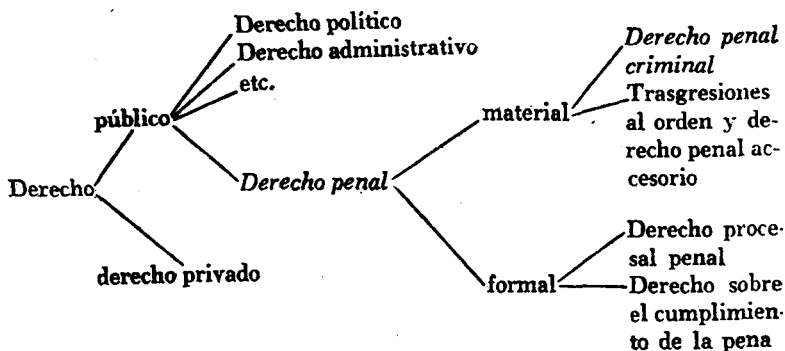 Derecho político
Derecho administrativo
etc.
público
Derecho
derecho privado
Derecho penal
material
Derecho penal
criminal
Trasgresiones
al orden y de-
recho penal ac-
cesorio
formal
Derecho proce-
sal penal
Derecho sobre
el cumplimien-
to de la pena